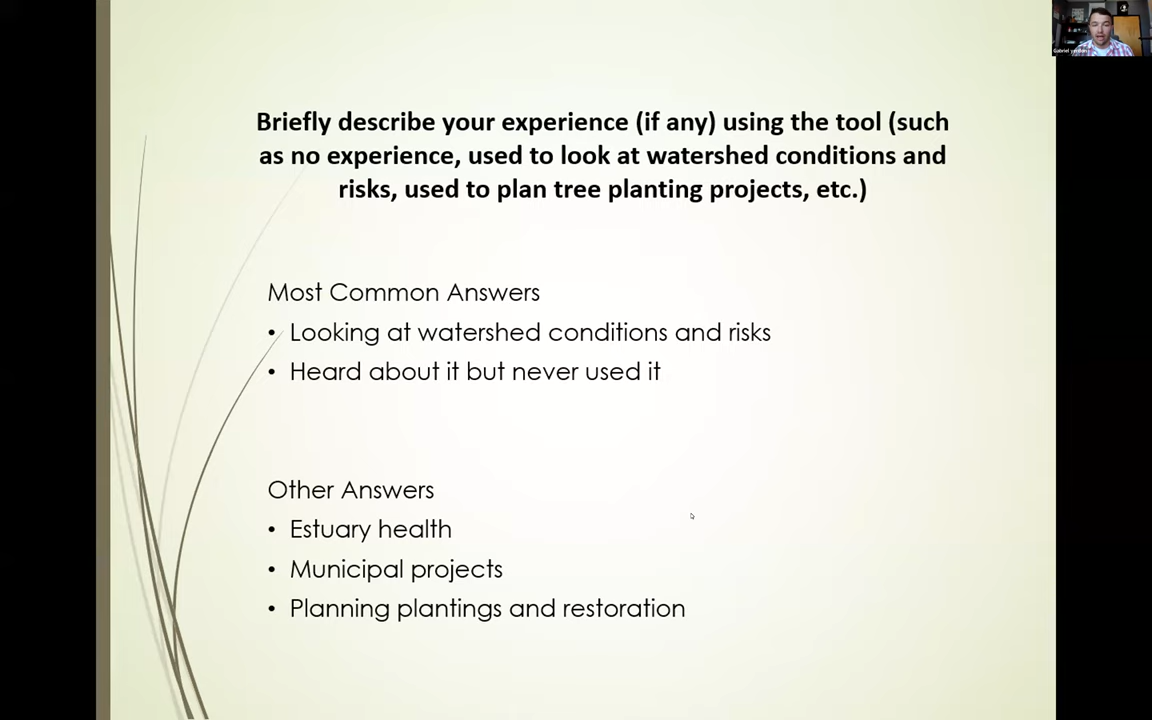 Briefly describe your experience (if any) using the tool (such
as no experience, used to look at watershed conditions and
risks, used to plan tree planting projects, etc.)
Most Common Answers
• Looking at watershed conditions and risks
• Heard about it but never used it
Other Answers
• Estuary health
• Municipal projects
• Planning plantings and restoration
Gabriel